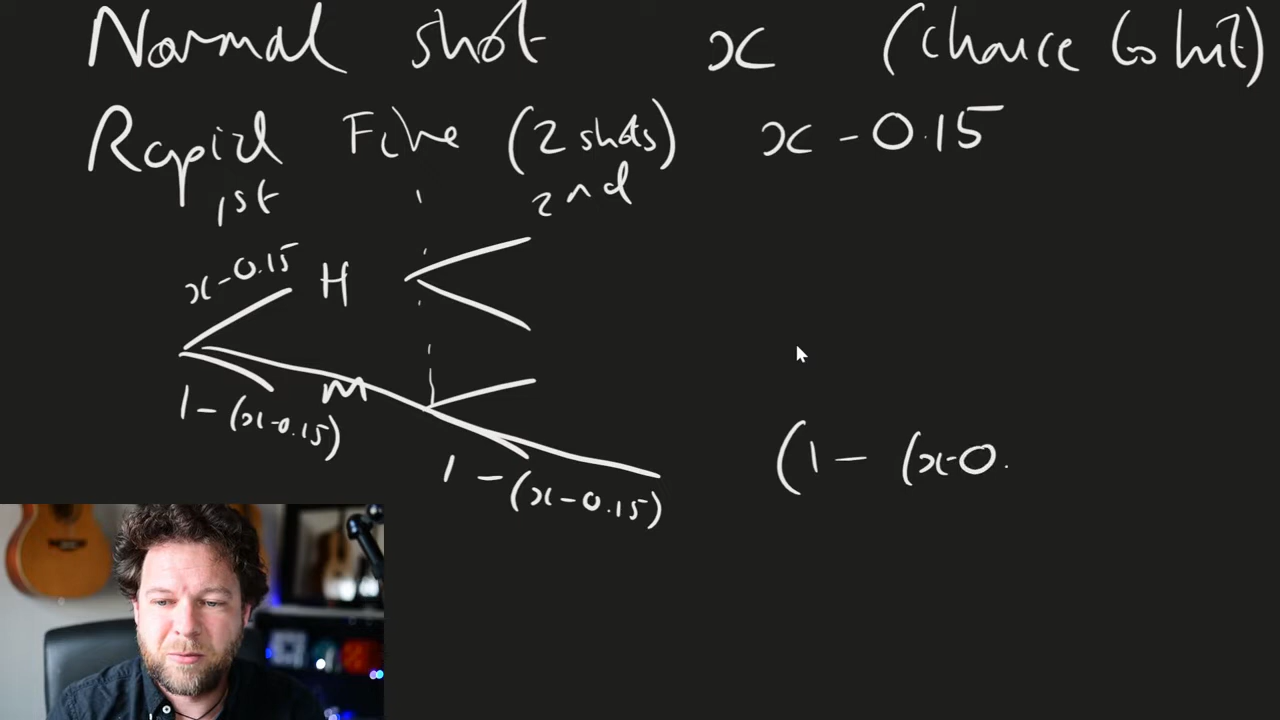 Normal shot x (chance to hit)
Rapid Fire (2 shots) x - 0.15
1st 2nd
x-0.15 H
M
1-(x-0.15)
1-(x-0.15)
(1-(x-0.